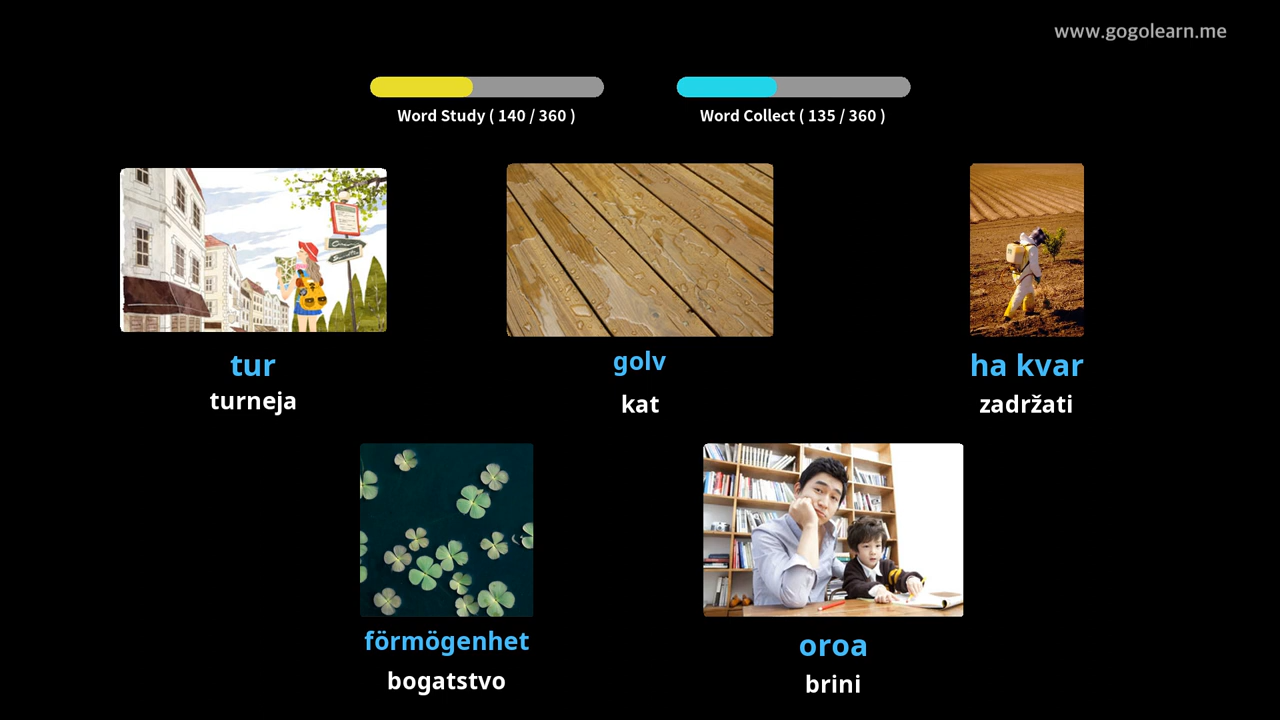 www.gogolearn.me
Word Study ( 140 / 360 )
Word Collect ( 135 / 360 )
tur
turneja
golv
kat
ha kvar
zadržati
förmögenhet
bogatstvo
oroa
brini